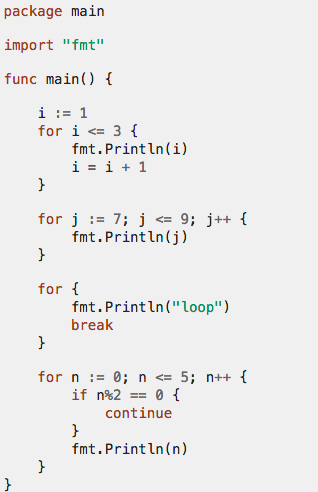 package main

import "fmt"

func main() {

    i := 1
    for i <= 3 {
        fmt.Println(i)
        i = i + 1
    }

    for j := 7; j <= 9; j++ {
        fmt.Println(j)
    }

    for {
        fmt.Println("loop")
        break
    }

    for n := 0; n <= 5; n++ {
        if n%2 == 0 {
            continue
        }
        fmt.Println(n)
    }
}